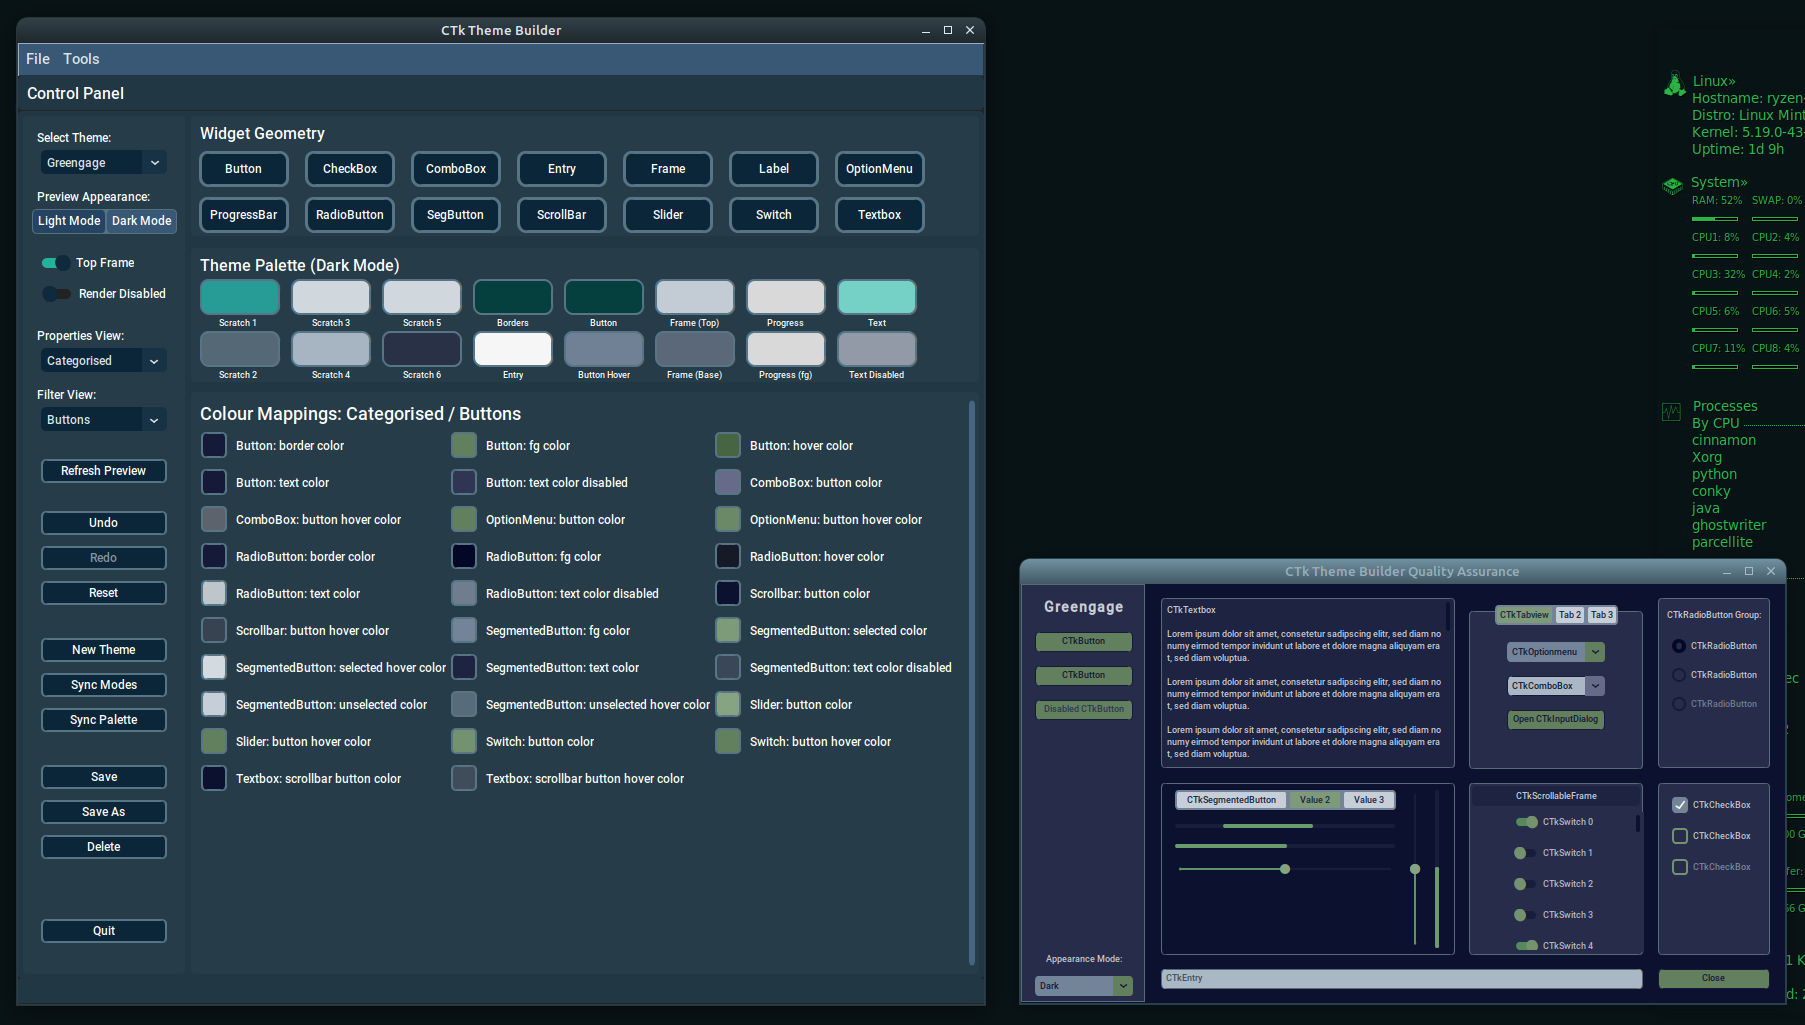 CTk Theme Builder
File Tools
Control Panel
Select Theme:
Greengage
Preview Appearance:
Light Mode Dark Mode
Top Frame
Render Disabled
Properties View:
Categorised
Filter View:
Buttons
Refresh Preview
Undo
Redo
Reset
New Theme
Sync Modes
Sync Palette
Save
Save As
Delete
Quit
Widget Geometry
Button CheckBox ComboBox Entry Frame Label OptionMenu
ProgressBar RadioButton SegButton ScrollBar Slider Switch Textbox
Theme Palette (Dark Mode)
Scratch 1 Scratch 3 Scratch 5 Borders Button Frame (Top) Progress Text
Scratch 2 Scratch 4 Scratch 6 Entry Button Hover Frame (Base) Progress (fg) Text Disabled
Colour Mappings: Categorised / Buttons
Button: border color Button: fg color Button: hover color
Button: text color Button: text color disabled ComboBox: button color
ComboBox: button hover color OptionMenu: button color OptionMenu: button hover color
RadioButton: border color RadioButton: fg color RadioButton: hover color
RadioButton: text color RadioButton: text color disabled Scrollbar: button color
Scrollbar: button hover color SegmentedButton: fg color SegmentedButton: selected color
SegmentedButton: selected hover color SegmentedButton: text color SegmentedButton: text color disabled
SegmentedButton: unselected color SegmentedButton: unselected hover color Slider: button color
Slider: button hover color Switch: button color Switch: button hover color
Textbox: scrollbar button color Textbox: scrollbar button hover color
Linux»
Hostname: ryzen-
Distro: Linux Mint
Kernel: 5.19.0-43-
Uptime: 1d 9h
System»
RAM: 52% SWAP: 0%
CPU1: 8% CPU2: 4%
CPU3: 32% CPU4: 2%
CPU5: 6% CPU6: 5%
CPU7: 11% CPU8: 4%
Processes
By CPU
cinnamon
Xorg
python
conky
java
ghostwriter
parcellite
CTk Theme Builder Quality Assurance
Greengage
CTkButton
CTkButton
Disabled CTkButton
Appearance Mode:
Dark
CTkTextbox
Lorem ipsum dolor sit amet, consetetur sadipscing elitr, sed diam no
numy eirmod tempor invidunt ut labore et dolore magna aliquyam era
t, sed diam voluptua.
Lorem ipsum dolor sit amet, consetetur sadipscing elitr, sed diam no
numy eirmod tempor invidunt ut labore et dolore magna aliquyam era
t, sed diam voluptua.
Lorem ipsum dolor sit amet, consetetur sadipscing elitr, sed diam no
numy eirmod tempor invidunt ut labore et dolore magna aliquyam era
t, sed diam voluptua.
CTkTabview Tab 2 Tab 3
CTkOptionmenu
CTkComboBox
Open CTkInputDialog
CTkRadioButton Group:
CTkRadioButton
CTkRadioButton
CTkRadioButton
CTkSegmentedButton Value 2 Value 3
CTkScrollableFrame
CTkSwitch 0
CTkSwitch 1
CTkSwitch 2
CTkSwitch 3
CTkSwitch 4
CTkCheckBox
CTkCheckBox
CTkCheckBox
CTkEntry
Close